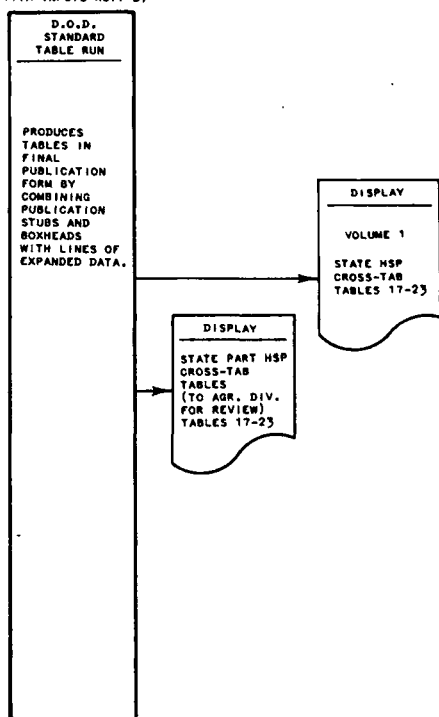 D.O.D.
STANDARD
TABLE RUN
PRODUCES
TABLES IN
FINAL
PUBLICATION
FORM BY
COMBINING
PUBLICATION
STUBS AND
BOXHEADS
WITH LINES OF
EXPANDED DATA.
DISPLAY
VOLUME 1
STATE HSP
CROSS-TAB
TABLES 17-23
DISPLAY
STATE PART HSP
CROSS-TAB
TABLES
(TO AGR. DIV.
FOR REVIEW)
TABLES 17-23